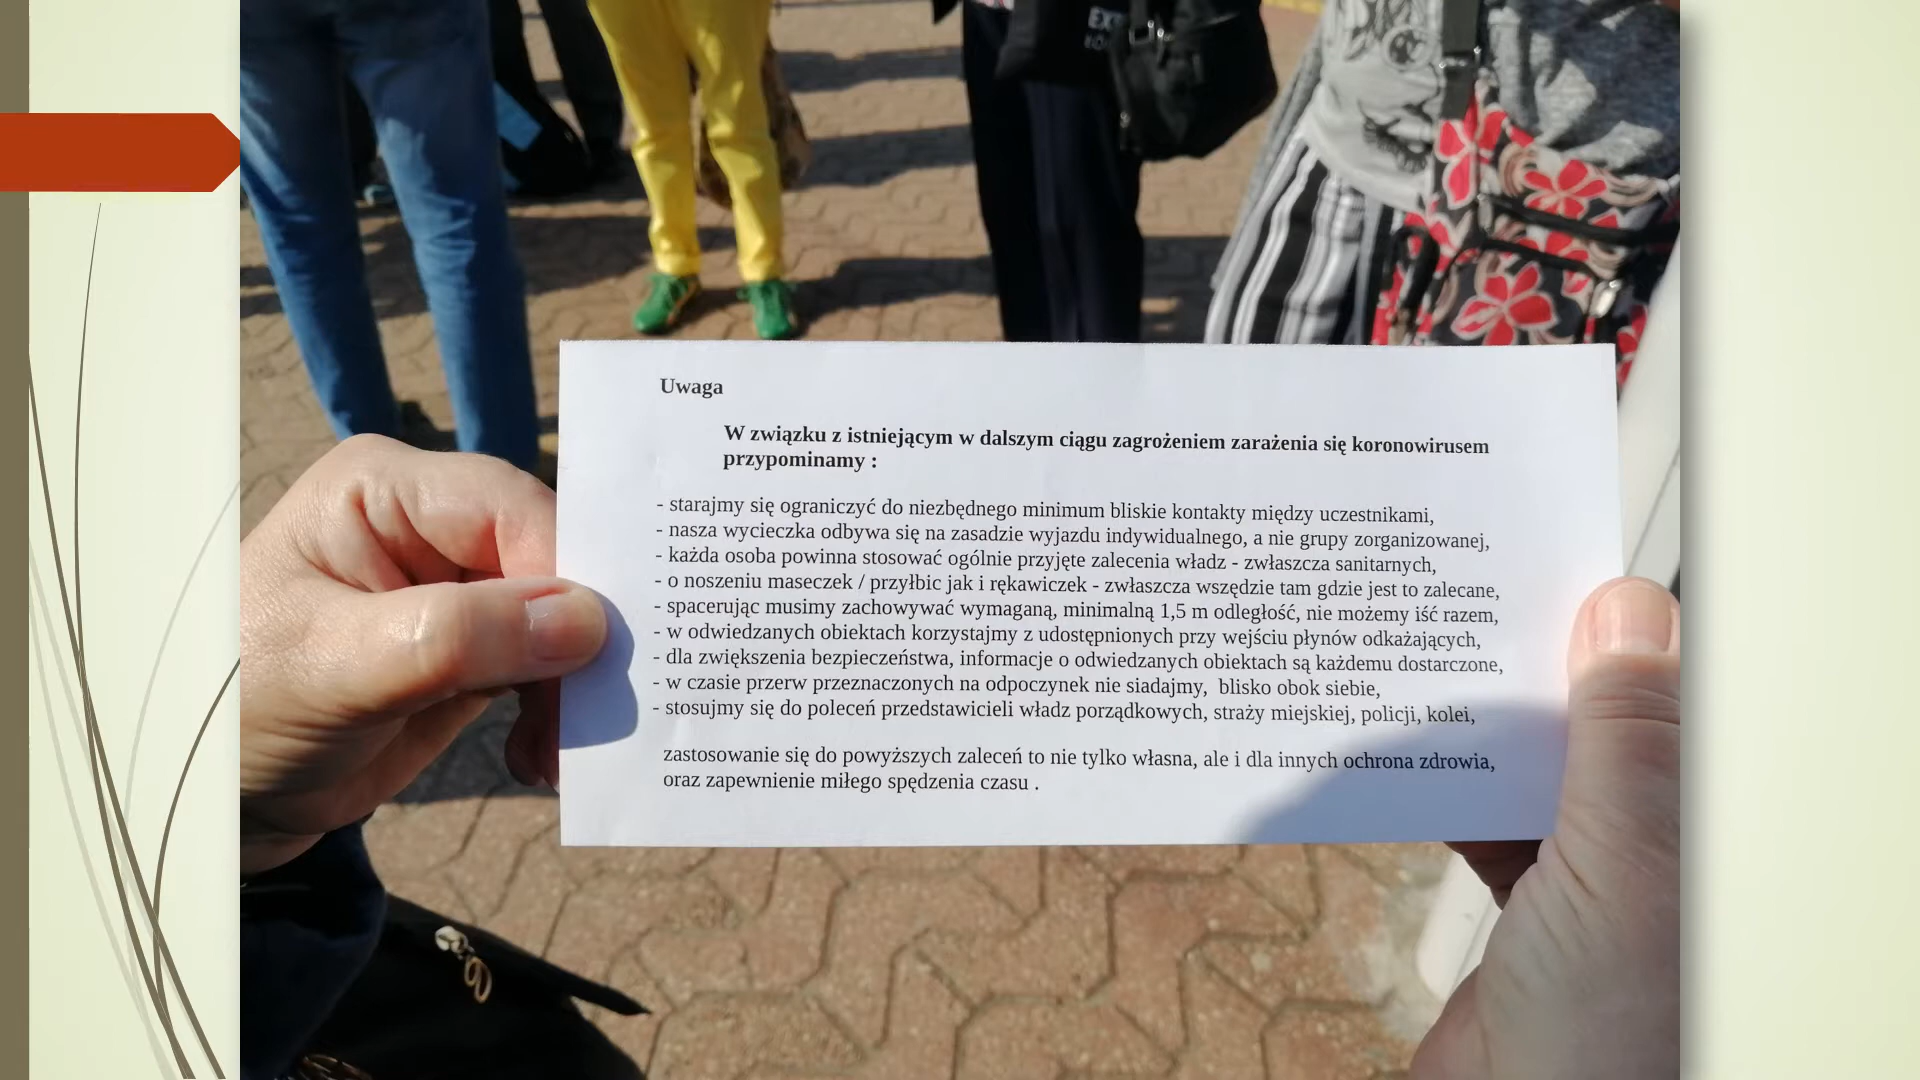 EX
Uwaga
W związku z istniejącym w dalszym ciągu zagrożeniem zarażenia się koronowirusem
przypominamy :
- starajmy się ograniczyć do niezbędnego minimum bliskie kontakty między uczestnikami,
- nasza wycieczka odbywa się na zasadzie wyjazdu indywidualnego, a nie grupy zorganizowanej,
- każda osoba powinna stosować ogólnie przyjęte zalecenia władz - zwłaszcza sanitarnych,
- o noszeniu maseczek / przyłbic jak i rękawiczek - zwłaszcza wszędzie tam gdzie jest to zalecane,
- spacerując musimy zachowywać wymaganą, minimalną 1,5 m odległość, nie możemy iść razem,
- w odwiedzanych obiektach korzystajmy z udostępnionych przy wejściu płynów odkażających,
- dla zwiększenia bezpieczeństwa, informacje o odwiedzanych obiektach są każdemu dostarczone,
- w czasie przerw przeznaczonych na odpoczynek nie siadajmy,  blisko obok siebie,
- stosujmy się do poleceń przedstawicieli władz porządkowych, straży miejskiej, policji, kolei,
zastosowanie się do powyższych zaleceń to nie tylko własna, ale i dla innych ochrona zdrowia,
oraz zapewnienie miłego spędzenia czasu .